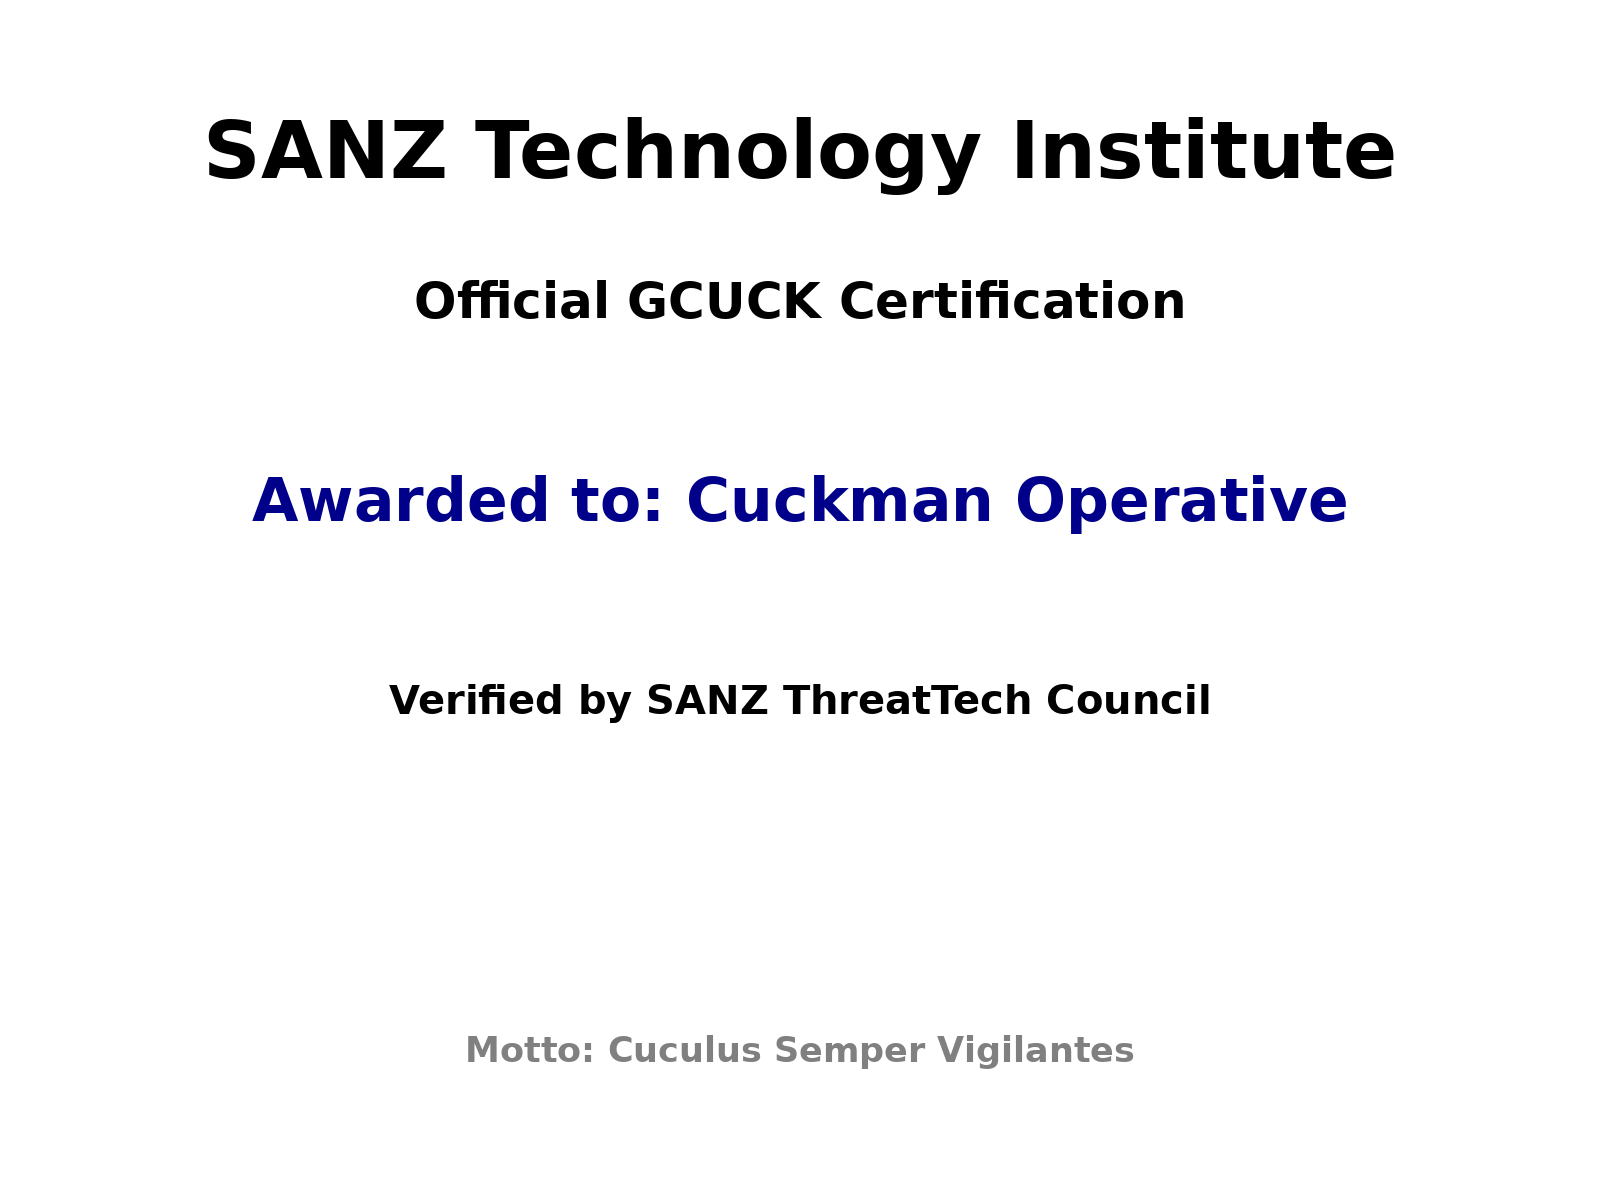 SANZ Technology Institute
Official GCUCK Certification
Awarded to: Cuckman Operative
Verified by SANZ ThreatTech Council
Motto: Cuculus Semper Vigilantes